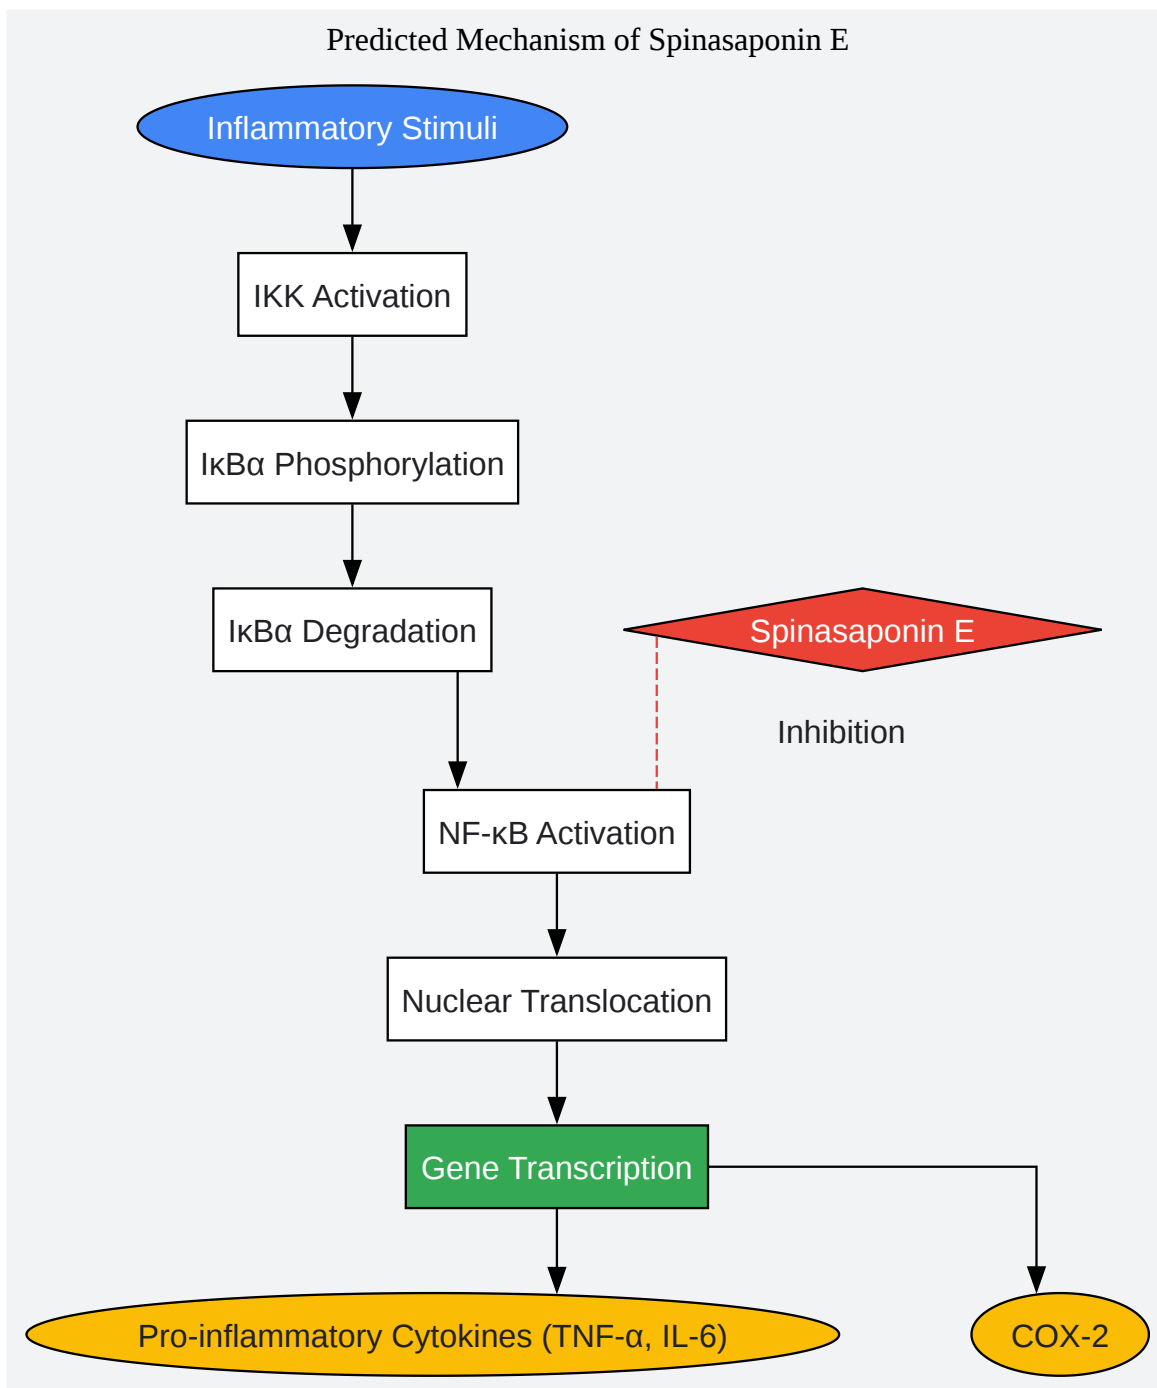 Predicted Mechanism of Spinasaponin E
Inflammatory Stimuli
IKK Activation
IκBα Phosphorylation
IκBα Degradation
Spinasaponin E
Inhibition
NF-κB Activation
Nuclear Translocation
Gene Transcription
Pro-inflammatory Cytokines (TNF-α, IL-6)
COX-2